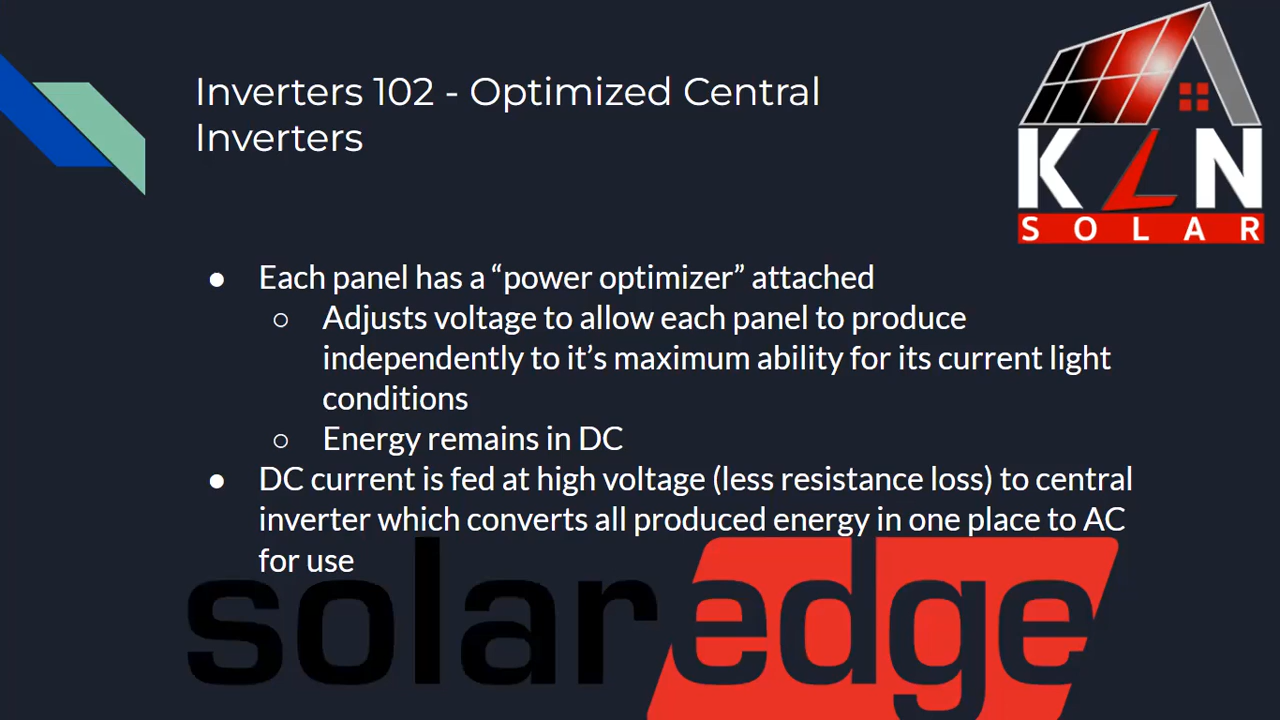 Inverters 102 - Optimized Central
Inverters
KLN
SOLAR
● Each panel has a “power optimizer” attached
○ Adjusts voltage to allow each panel to produce
independently to it’s maximum ability for its current light
conditions
○ Energy remains in DC
● DC current is fed at high voltage (less resistance loss) to central
inverter which converts all produced energy in one place to AC
for use
solaredge